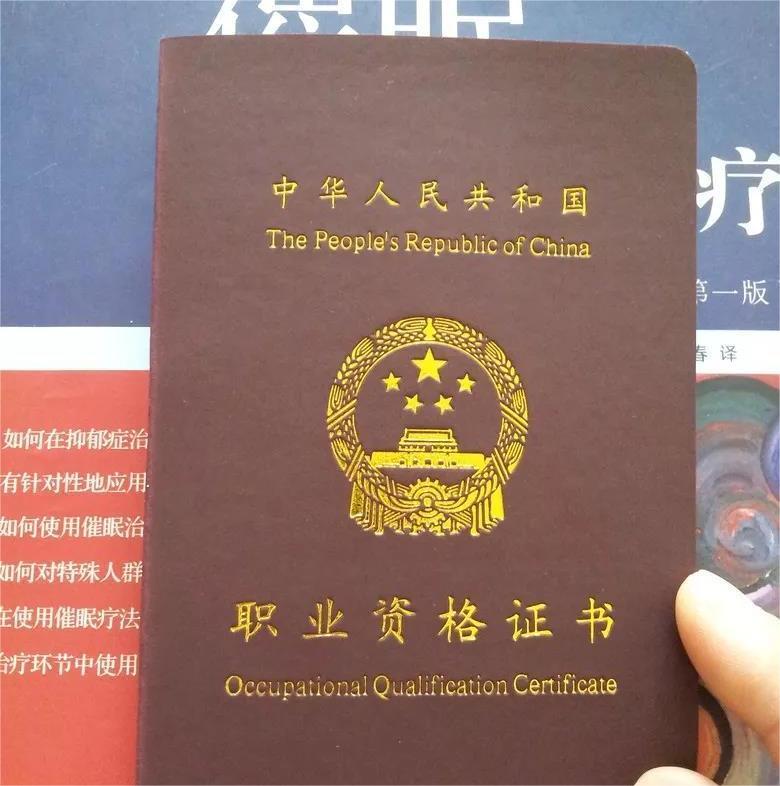 疗
第一版
春 译
中华人民共和国
The People's Republic of China
职业资格证书
Occupational Qualification Certificate
如何在抑郁症治
有针对性地应用
如何使用催眠治
如何对特殊人群
在使用催眠疗法
治疗环节中使用